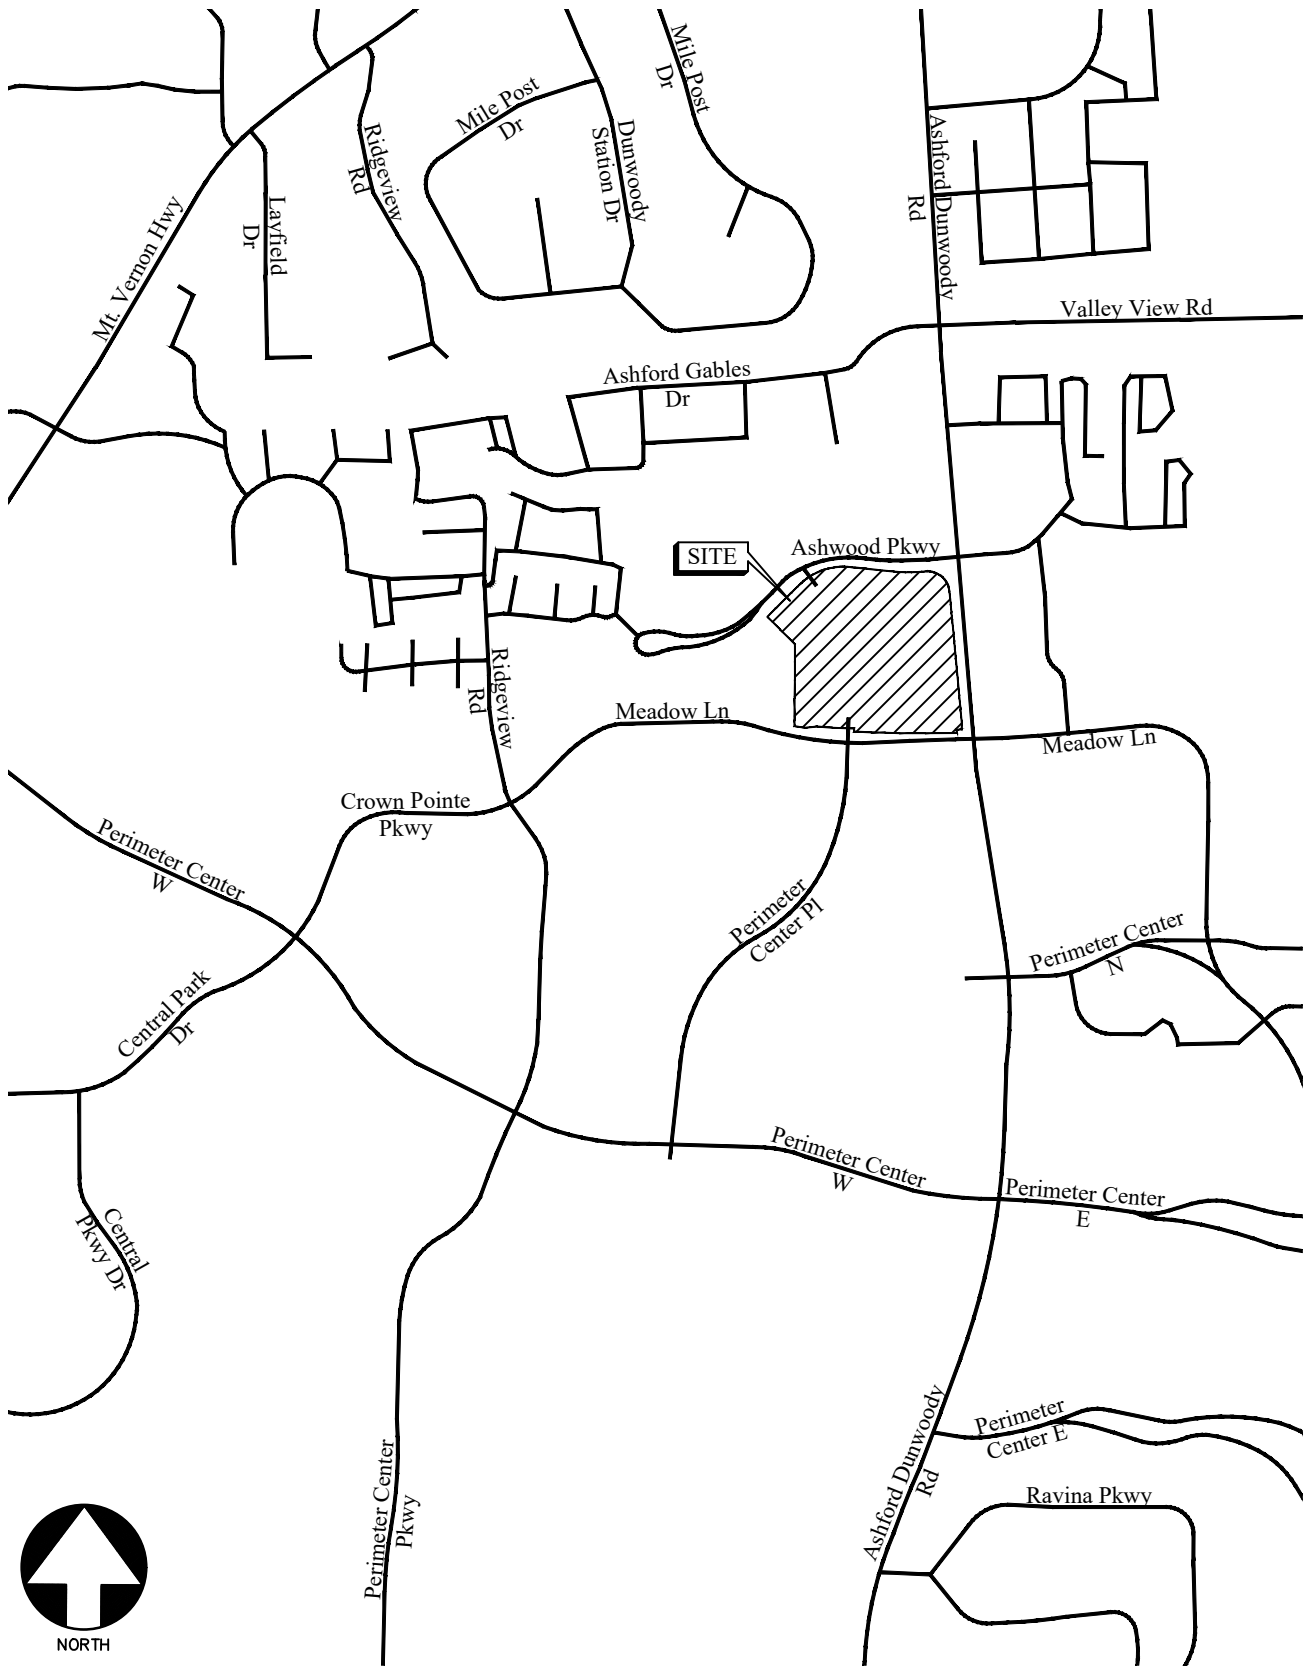 Mile Post
Dr
Mile Post
Dr
Dunwoody
Station Dr
Ridgeview
Rd
Ashford Dunwoody
Rd
Layfield
Dr
Mt. Vernon Hwy
Valley View Rd
Ashford Gables
Dr
SITE
Ashwood Pkwy
Ridgeview
Rd
Meadow Ln
Meadow Ln
Crown Pointe
Pkwy
Perimeter Center
W
Perimeter
Center Pl
Perimeter Center
N
Central Park
Dr
Perimeter Center
W
Perimeter Center
E
Central
Pkwy Dr
Ashford Dunwoody
Rd
Perimeter
Center E
Perimeter Center
Pkwy
Ravina Pkwy
NORTH